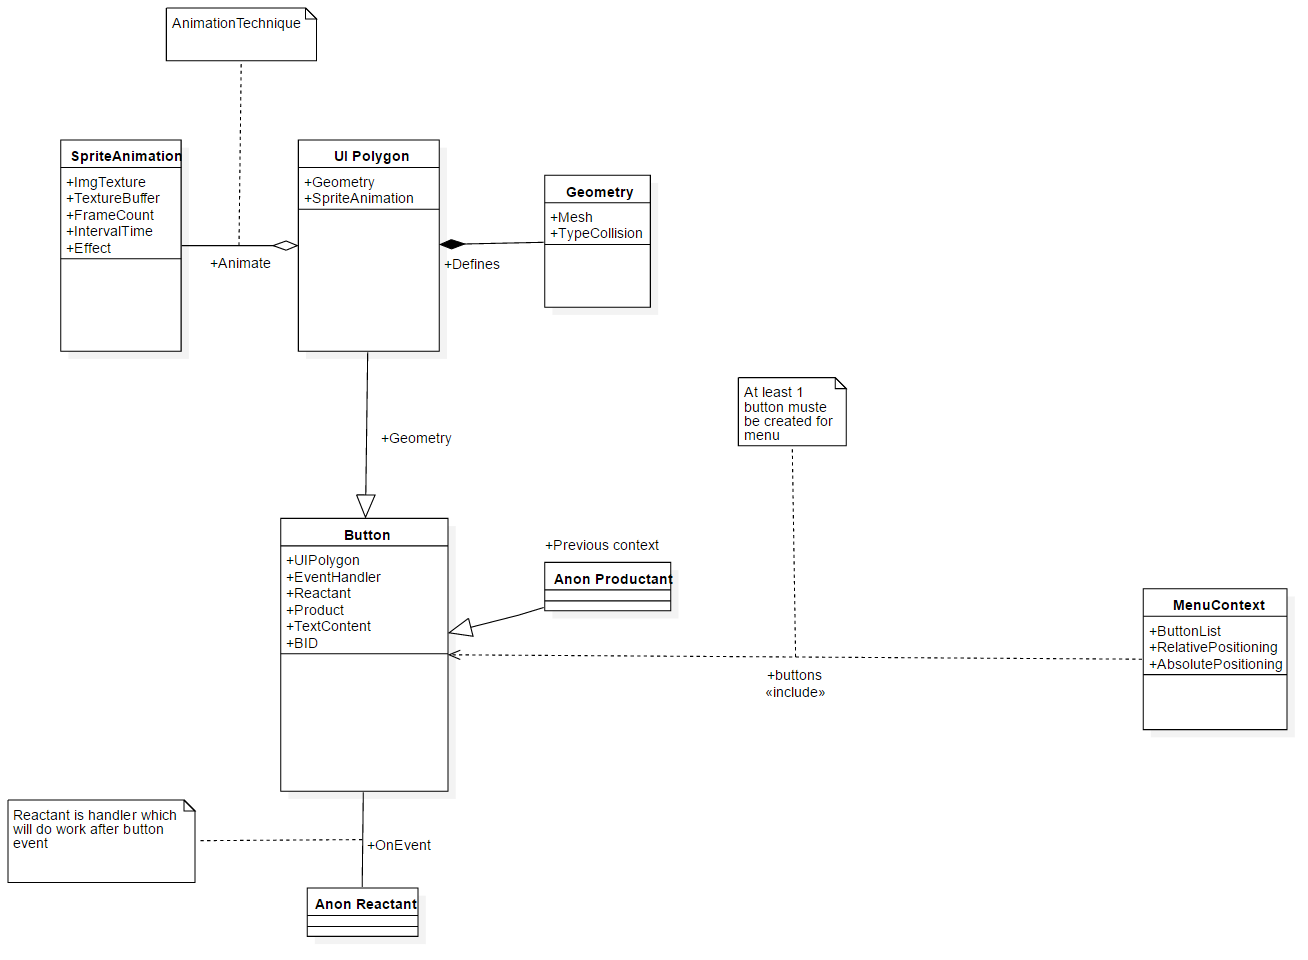 AnimationTechnique
SpriteAnimation
+ImgTexture
+TextureBuffer
+FrameCount
+IntervalTime
+Effect
+Animate
UI Polygon
+Geometry
+SpriteAnimation
+Defines
Geometry
+Mesh
+TypeCollision
+Geometry
At least 1
button muste
be created for
menu
Button
+UIPolygon
+EventHandler
+Reactant
+Product
+TextContent
+BID
+Previous context
Anon Productant
+buttons
«include»
MenuContext
+ButtonList
+RelativePositioning
+AbsolutePositioning
Reactant is handler which
will do work after button
event
+OnEvent
Anon Reactant